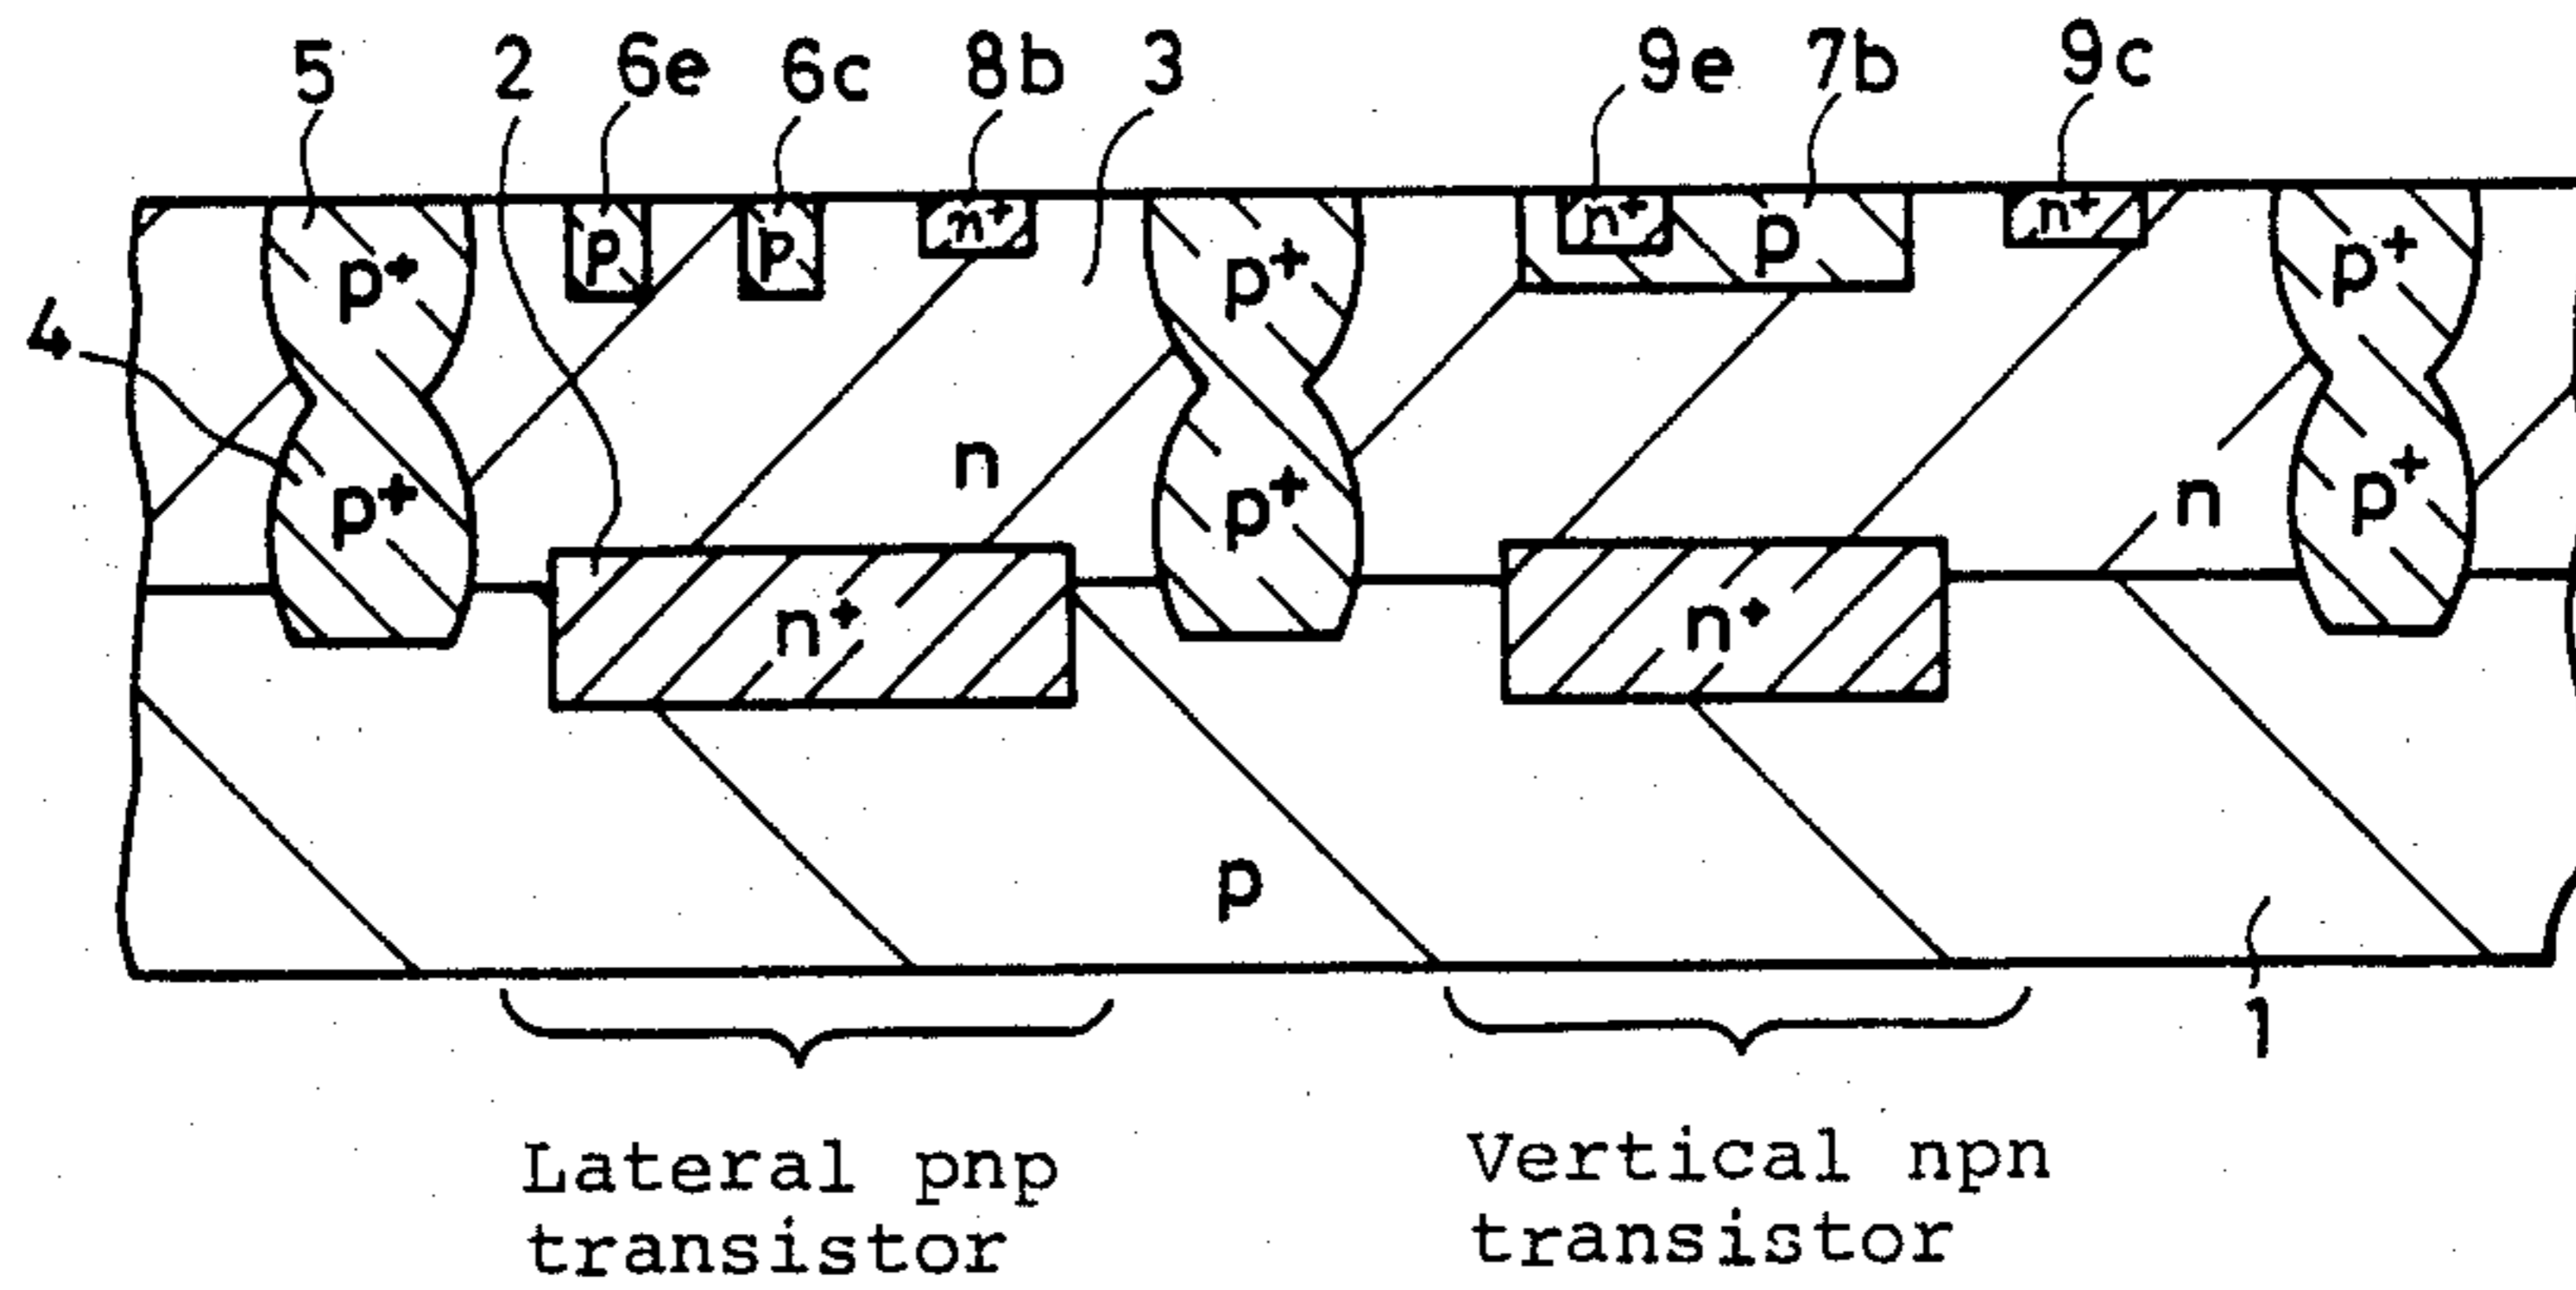 5 2 6e 6c 8b 3 9e 7b 9c
p n+ p p n+ n+ p n+
p+ p+ p+
4
n n
p+ p+ p+
n+ n+
p
1
Lateral pnp Vertical npn
transistor transistor